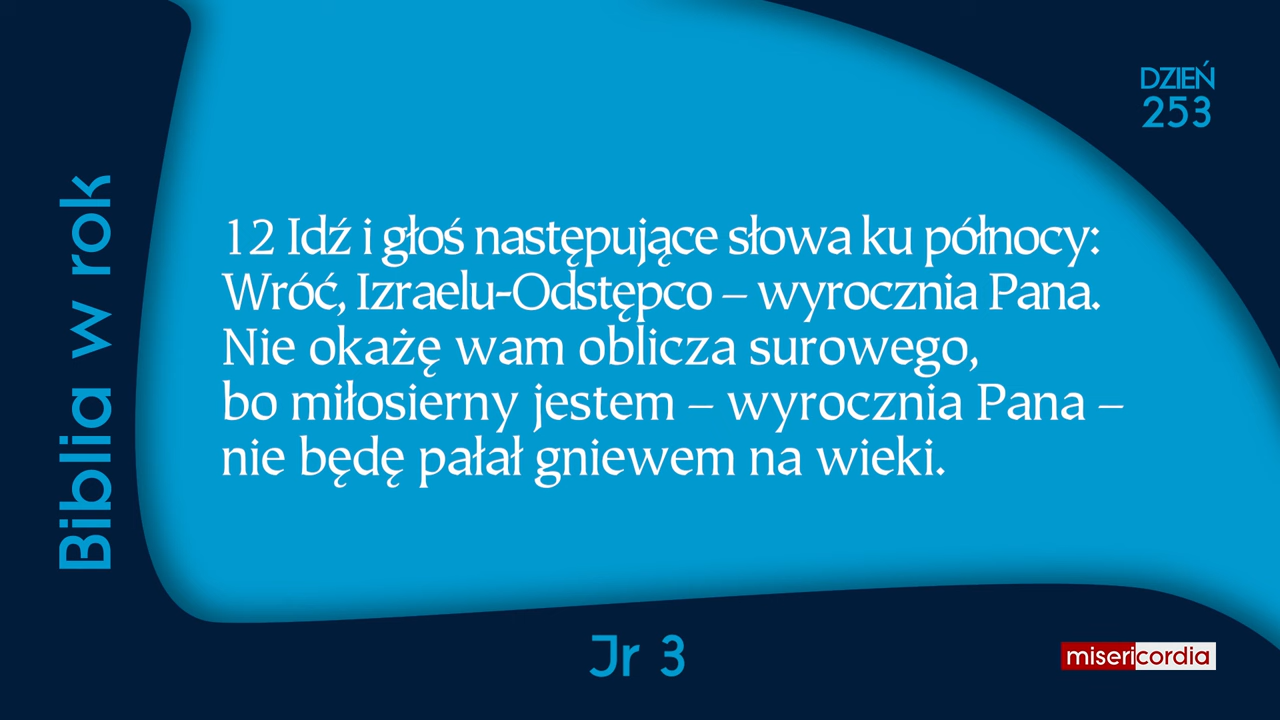 DZIEŃ
253
Biblia w rok
12 Idź i głoś następujące słowa ku północy:
Wróć, Izraelu-Odstępco – wyrocznia Pana.
Nie okażę wam oblicza surowego,
bo miłosierny jestem – wyrocznia Pana –
nie będę pałał gniewem na wieki.
Jr 3
misericordia